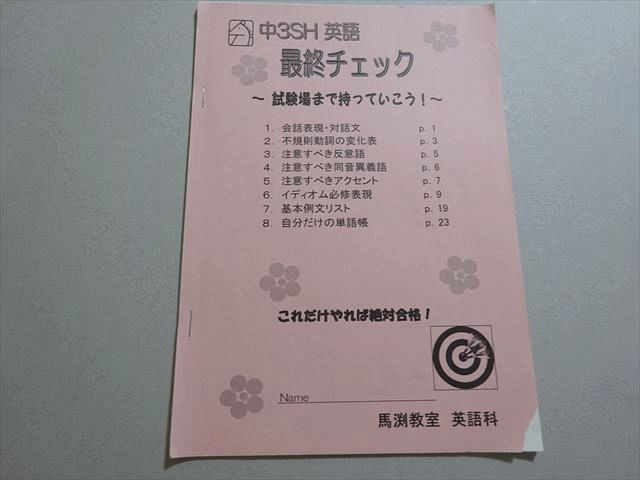 中3SH 英語
最終チェック
～ 試験場まで持っていこう！～
1. 会話表現・対話文 p. 1
2. 不規則動詞の変化表 p. 3
3. 注意すべき反意語 p. 5
4. 注意すべき同音異義語 p. 6
5. 注意すべきアクセント p. 7
6. イディオム必修表現 p. 9
7. 基本例文リスト p. 19
8. 自分だけの単語帳 p. 23
これだけやれば絶対合格！
Name
馬渕教室 英語科